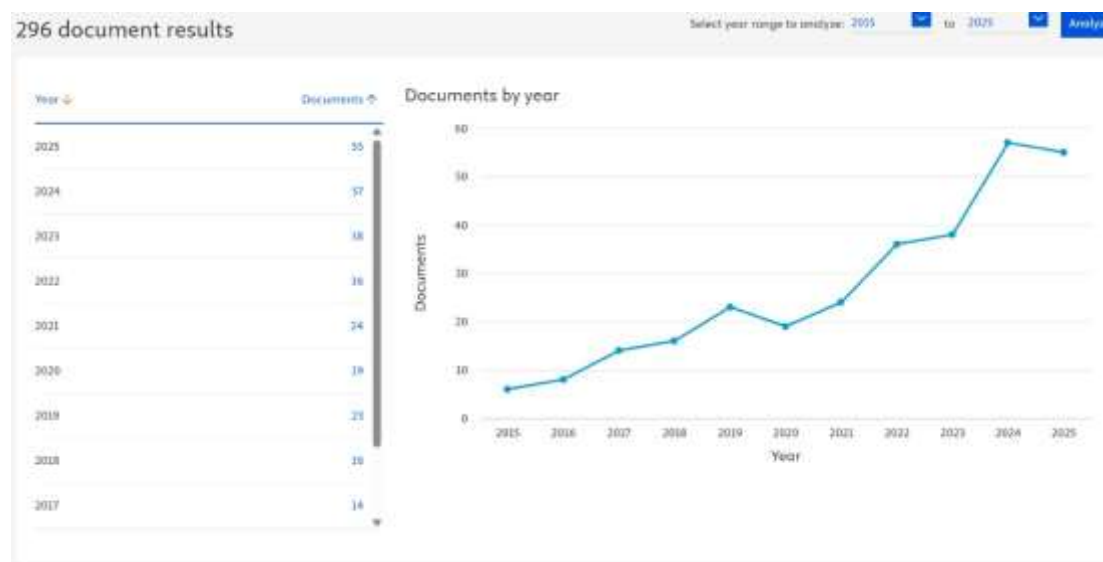 296 document results
Select year range to analyze: 2015 to 2025 Analyz
Year Documents
2025 55
2024 57
2023 38
2022 36
2021 24
2020 19
2019 23
2018 16
2017 14
Documents by year
60
50
40
30
20
10
0
Documents
2015 2016 2017 2018 2019 2020 2021 2022 2023 2024 2025
Year